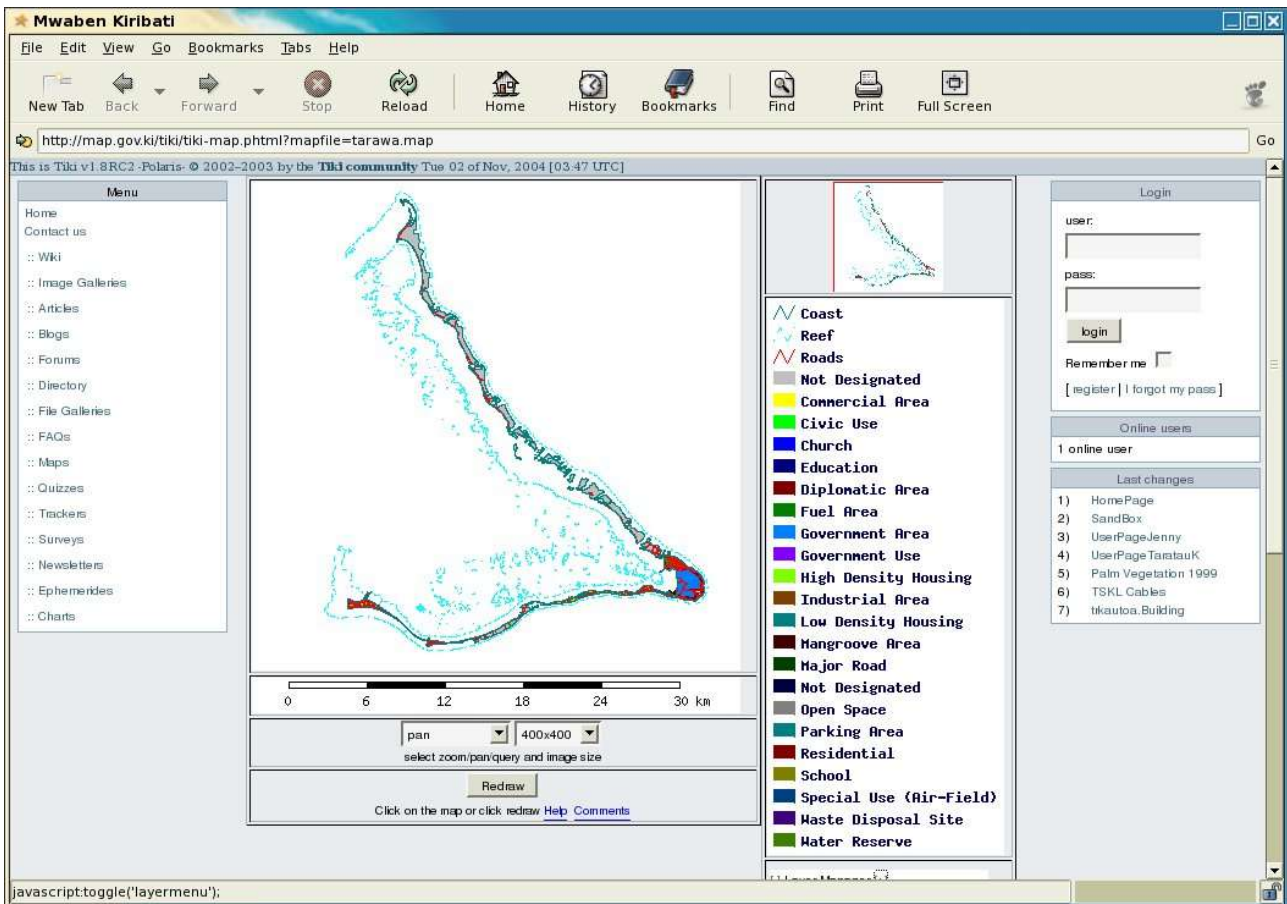 Mwaben Kiribati
File Edit View Go Bookmarks Tabs Help
New Tab Back Forward Stop Reload Home History Bookmarks Find Print Full Screen
http://map.gov.ki/tiki/tiki-map.phtml?mapfile=tarawa.map Go
This is Tiki v1.8RC2 -Polaris- © 2002–2003 by the Tiki community Tue 02 of Nov, 2004 [03:47 UTC]
Menu
Home
Contact us
:: Wiki
:: Image Galleries
:: Articles
:: Blogs
:: Forums
:: Directory
:: File Galleries
:: FAQs
:: Maps
:: Quizzes
:: Trackers
:: Surveys
:: Newsletters
:: Ephemerides
:: Charts
0 6 12 18 24 30 km
pan 400x400
select zoom/pan/query and image size
Redraw
Click on the map or click redraw Help Comments
Coast
Reef
Roads
Not Designated
Commercial Area
Civic Use
Church
Education
Diplomatic Area
Fuel Area
Government Area
Government Use
High Density Housing
Industrial Area
Low Density Housing
Mangroove Area
Major Road
Not Designated
Open Space
Parking Area
Residential
School
Special Use (Air-Field)
Waste Disposal Site
Water Reserve
Login
user:
pass:
login
Remember me
[ register | I forgot my pass ]
Online users
1 online user
Last changes
1) HomePage
2) SandBox
3) UserPageJenny
4) UserPageTaratauK
5) Palm Vegetation 1999
6) TSKL Cables
7) trkautoa.Building
javascript:toggle('layermenu');